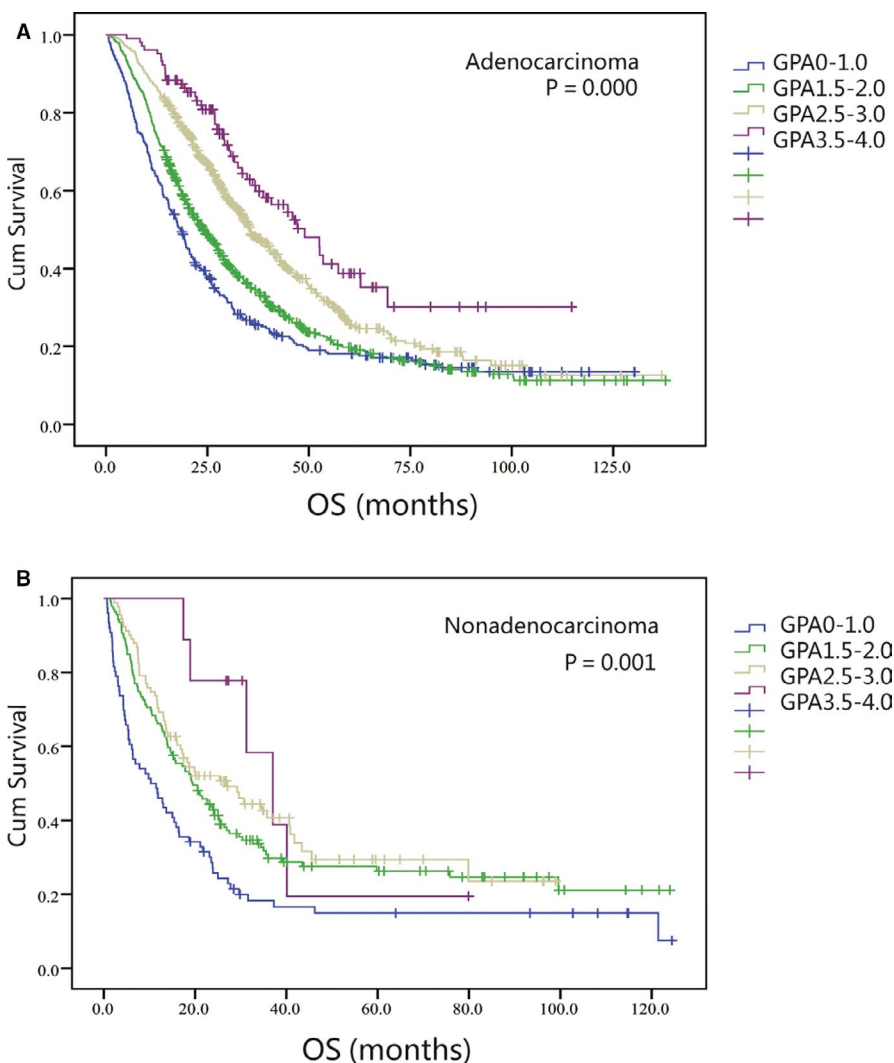 A
Adenocarcinoma
P = 0.000
GPA0-1.0
GPA1.5-2.0
GPA2.5-3.0
GPA3.5-4.0
Cum Survival
1.0
0.8
0.6
0.4
0.2
0.0
0.0 25.0 50.0 75.0 100.0 125.0
OS (months)
B
Nonadenocarcinoma
P = 0.001
GPA0-1.0
GPA1.5-2.0
GPA2.5-3.0
GPA3.5-4.0
Cum Survival
1.0
0.8
0.6
0.4
0.2
0.0
0.0 20.0 40.0 60.0 80.0 100.0 120.0
OS (months)